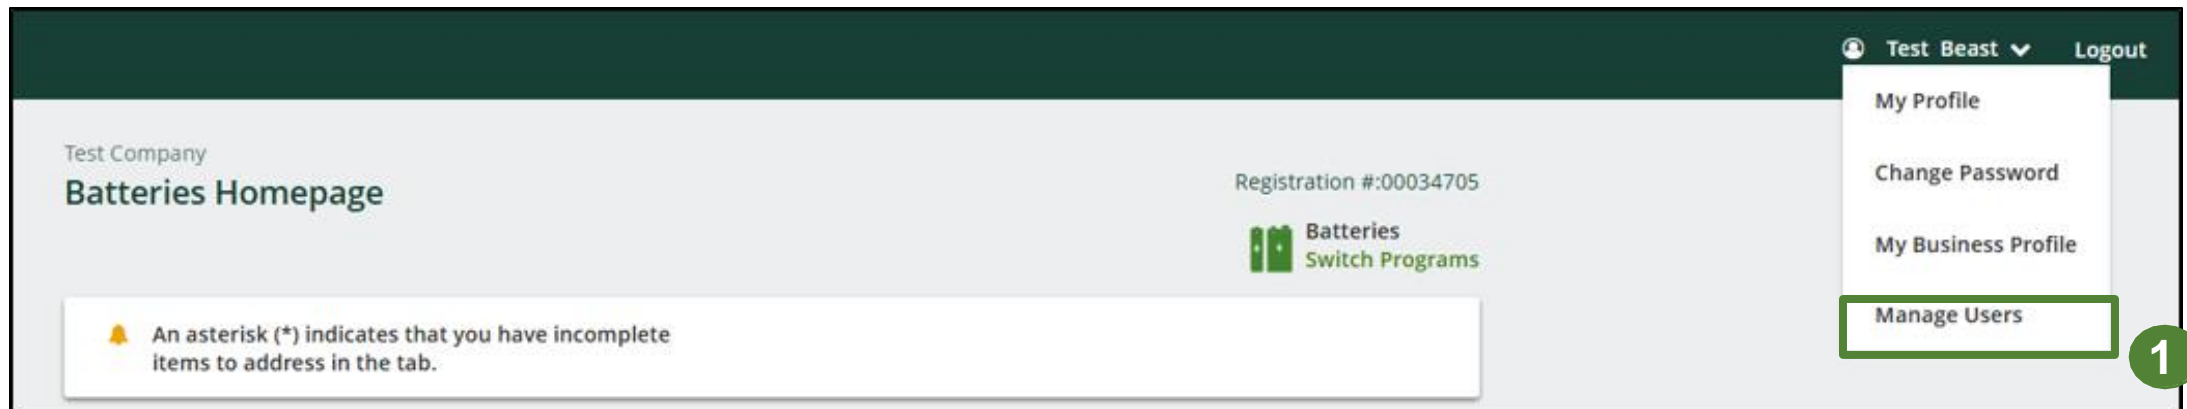 Test Beast
Logout
My Profile
Change Password
My Business Profile
Manage Users
1
Test Company
Batteries Homepage
Registration #:00034705
Batteries
Switch Programs
An asterisk (*) indicates that you have incomplete
items to address in the tab.